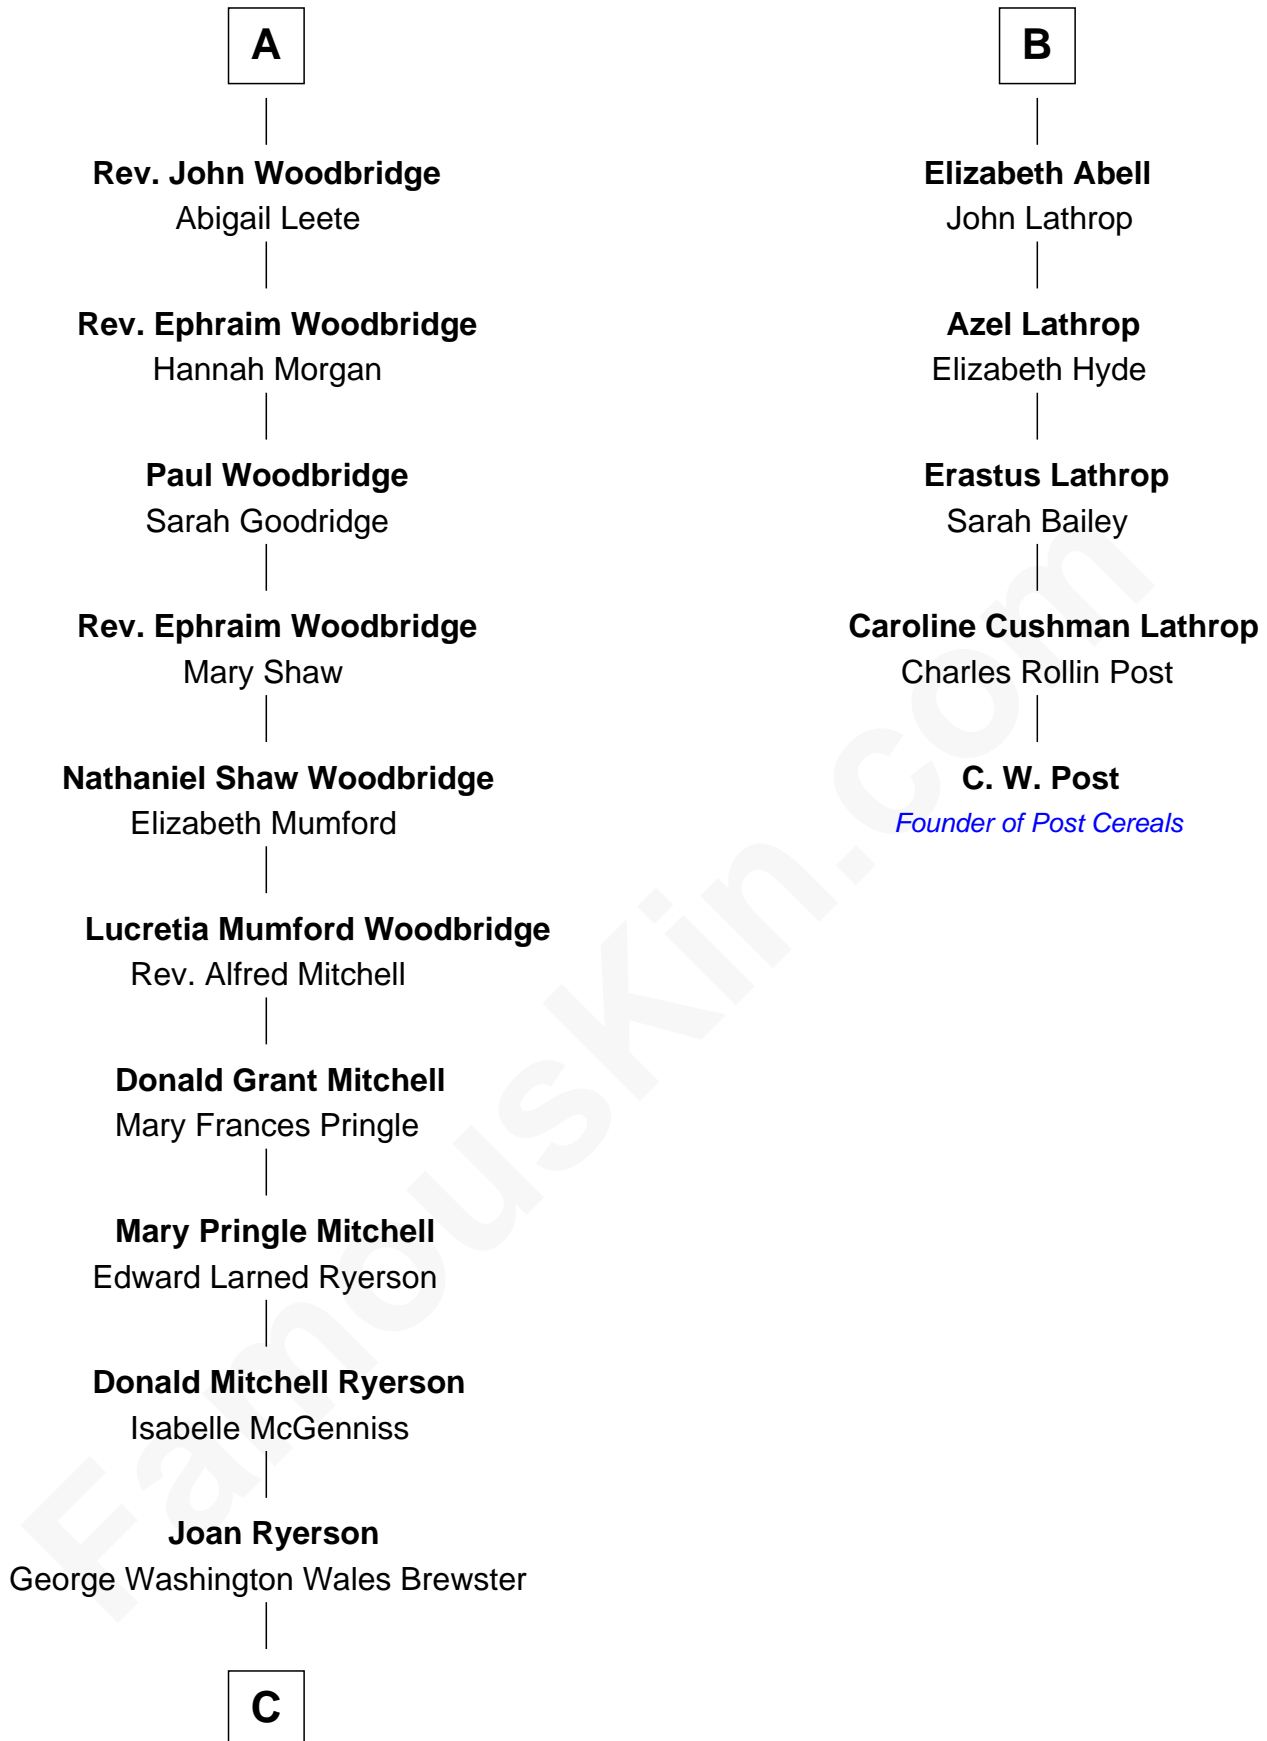 A
Rev. John Woodbridge
Abigail Leete
Rev. Ephraim Woodbridge
Hannah Morgan
Paul Woodbridge
Sarah Goodridge
Rev. Ephraim Woodbridge
Mary Shaw
Nathaniel Shaw Woodbridge
Elizabeth Mumford
Lucretia Mumford Woodbridge
Rev. Alfred Mitchell
Donald Grant Mitchell
Mary Frances Pringle
Mary Pringle Mitchell
Edward Larned Ryerson
Donald Mitchell Ryerson
Isabelle McGenniss
Joan Ryerson
George Washington Wales Brewster
C
B
Elizabeth Abell
John Lathrop
Azel Lathrop
Elizabeth Hyde
Erastus Lathrop
Sarah Bailey
Caroline Cushman Lathrop
Charles Rollin Post
C. W. Post
Founder of Post Cereals
FamousKin.com